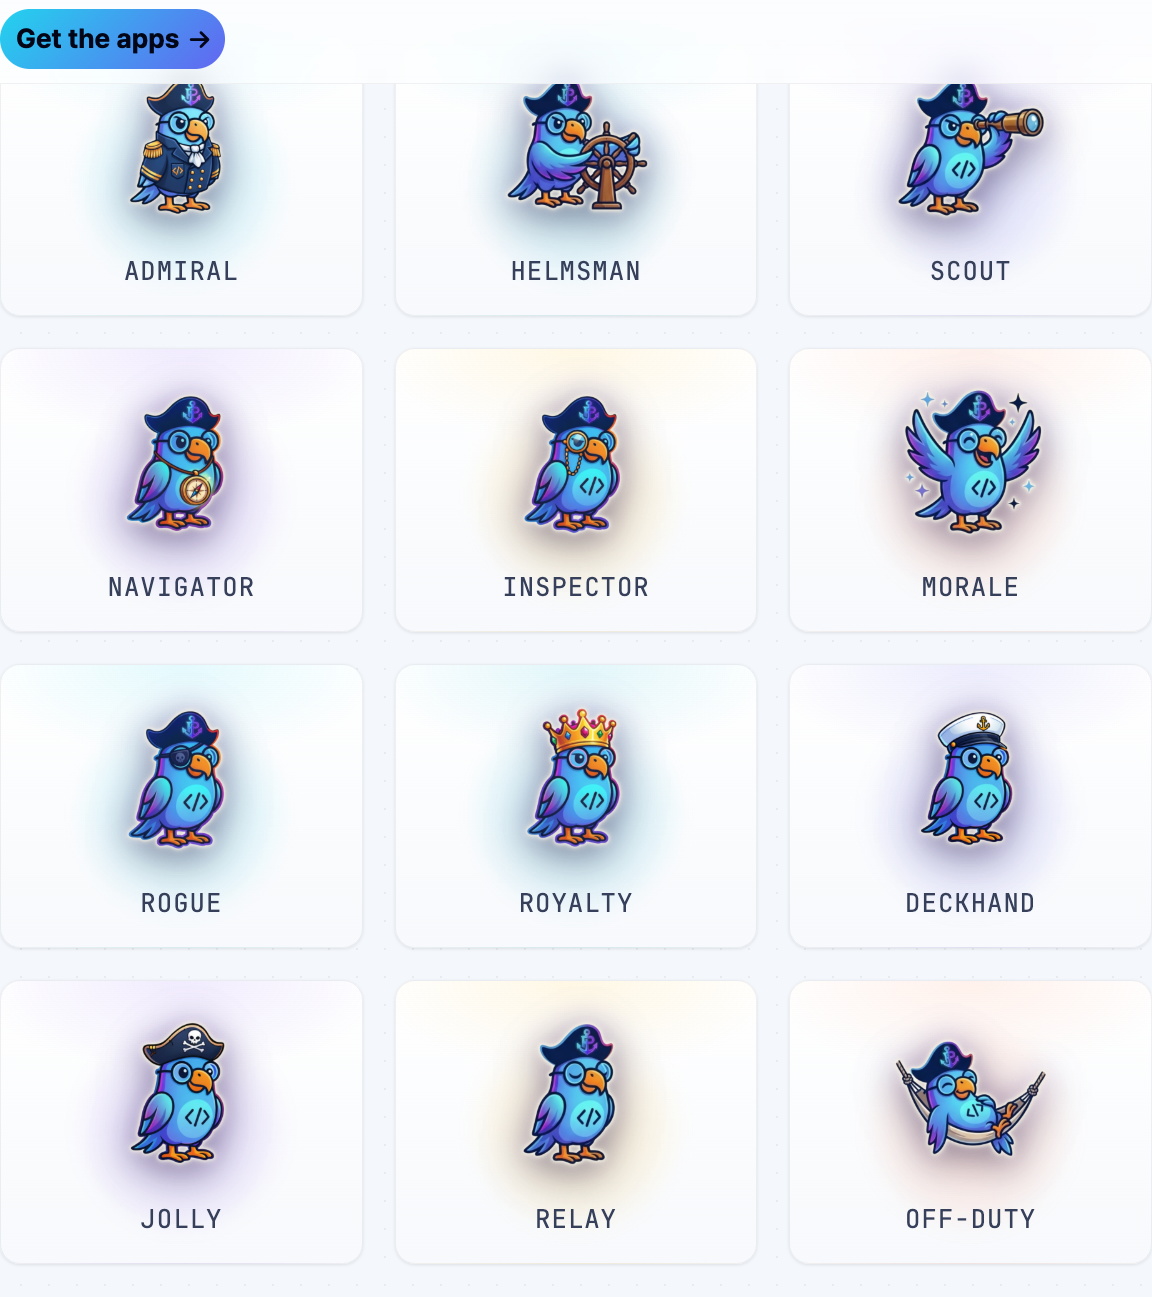 Get the apps →
ADMIRAL
HELMSMAN
SCOUT
NAVIGATOR
INSPECTOR
MORALE
ROGUE
ROYALTY
DECKHAND
JOLLY
RELAY
OFF-DUTY